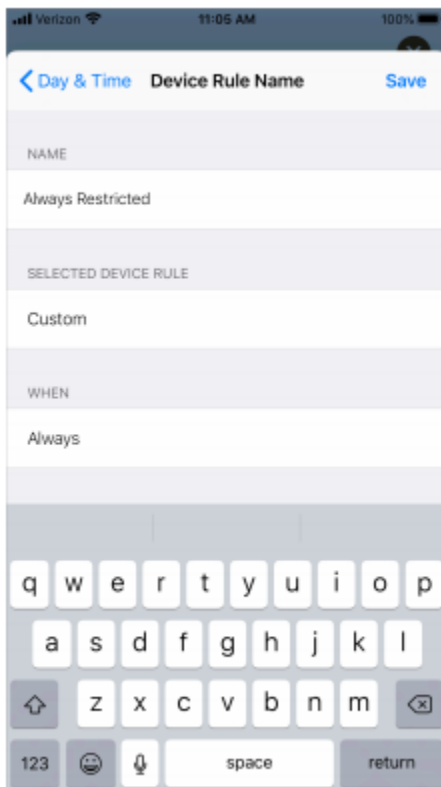 Verizon 11:05 AM 100%
Day & Time Device Rule Name Save
NAME
Always Restricted
SELECTED DEVICE RULE
Custom
WHEN
Always
q w e r t y u i o p
a s d f g h j k l
z x c v b n m
123 space return